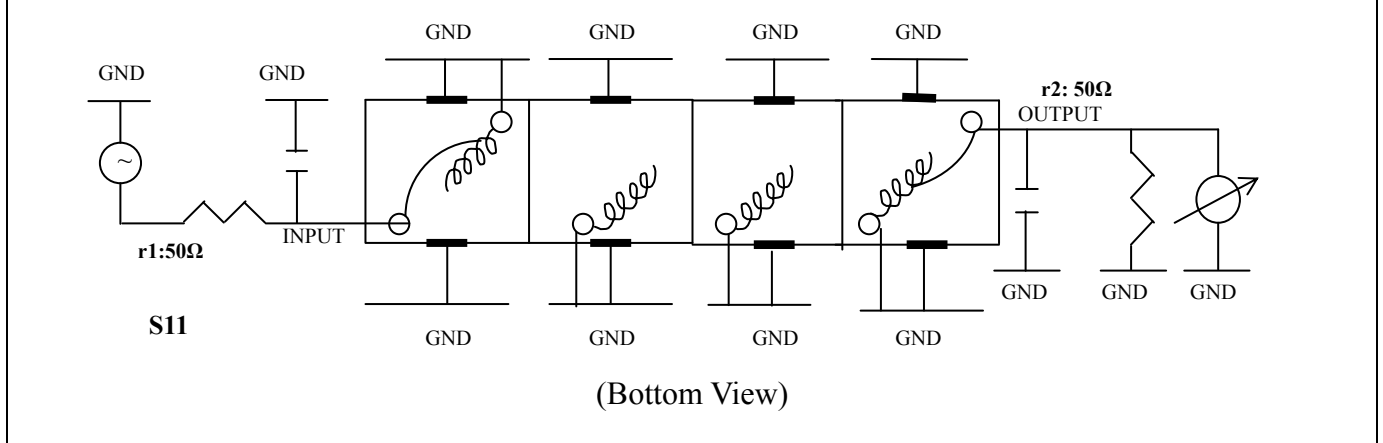 GND GND GND GND
GND GND
r2: 50Ω
OUTPUT
~
INPUT
r1:50Ω
GND GND GND
S11
GND GND GND GND
(Bottom View)